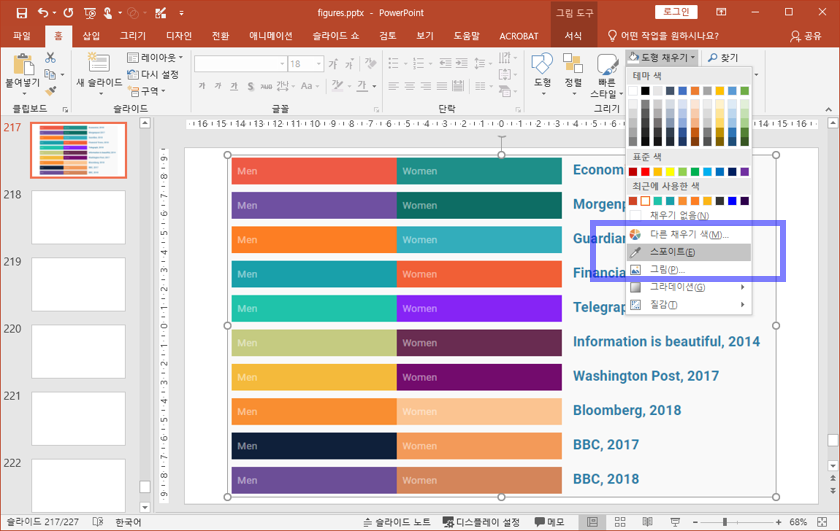 figures.pptx - PowerPoint
그림 도구
로그인
파일 홈 삽입 그리기 디자인 전환 애니메이션 슬라이드 쇼 검토 보기 도움말 ACROBAT 서식 어떤 작업을 원하시나요? 공유
붙여넣기
클립보드
새 슬라이드
레이아웃
다시 설정
구역
슬라이드
18
가 가 가 S
Aa
글꼴
단락
도형
정렬
빠른
스타일
그리기
도형 채우기
찾기
테마 색
표준 색
최근에 사용한 색
채우기 없음(N)
다른 채우기 색(M)...
스포이트(E)
그림(P)...
그라데이션(G)
질감(T)
217
218
219
220
221
222
Men Women Econom
Men Women Morgenp
Men Women Guardian
Men Women Financia
Men Women Telegrap
Men Women Information is beautiful, 2014
Men Women Washington Post, 2017
Men Women Bloomberg, 2018
Men Women BBC, 2017
Men Women BBC, 2018
슬라이드 217/227 한국어 슬라이드 노트 디스플레이 설정 메모 68%